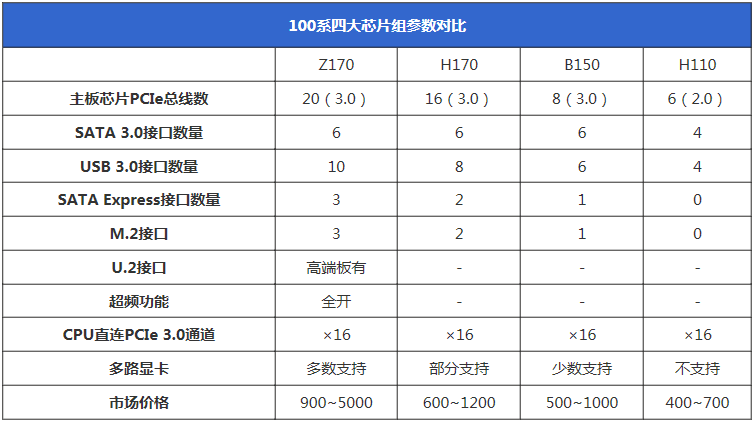 100系四大芯片组参数对比
Z170 H170 B150 H110
主板芯片PCIe总线数 20（3.0） 16（3.0） 8（3.0） 6（2.0）
SATA 3.0接口数量 6 6 6 4
USB 3.0接口数量 10 8 6 4
SATA Express接口数量 3 2 1 0
M.2接口 3 2 1 0
U.2接口 高端板有 - - -
超频功能 全开 - - -
CPU直连PCIe 3.0通道 ×16 ×16 ×16 ×16
多路显卡 多数支持 部分支持 少数支持 不支持
市场价格 900~5000 600~1200 500~1000 400~700